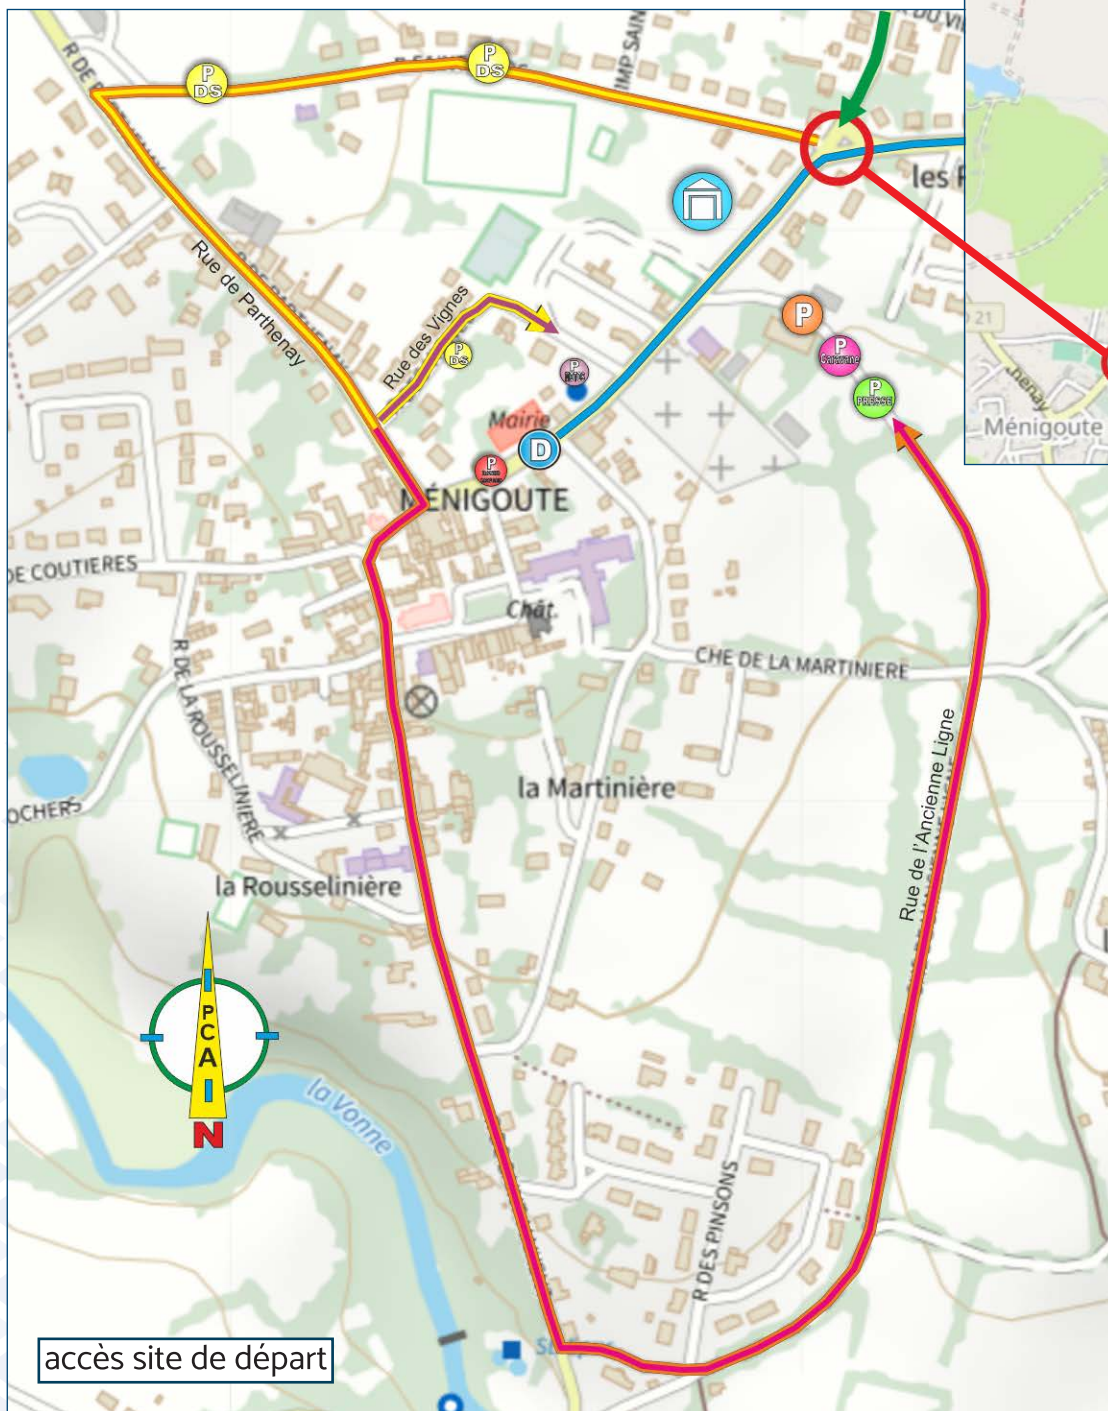 P
DS
P
DS
IMP SAIN
les
D 21
Ménigoute
Rue de Parthenay
Rue des Vignes
P
DS
P
P
Caravane
P
PRESSE
P
Mairie
D
P
MÉNIGOUTE
DE COUTIERES
Chât.
CHE DE LA MARTINIERE
R DE LA ROUSSELINIERE
la Martinière
OCHERS
Rue de l'Ancienne Ligne
la Rousselinière
P
C
A
N
la Vonne
R DES PINSONS
accès site de départ